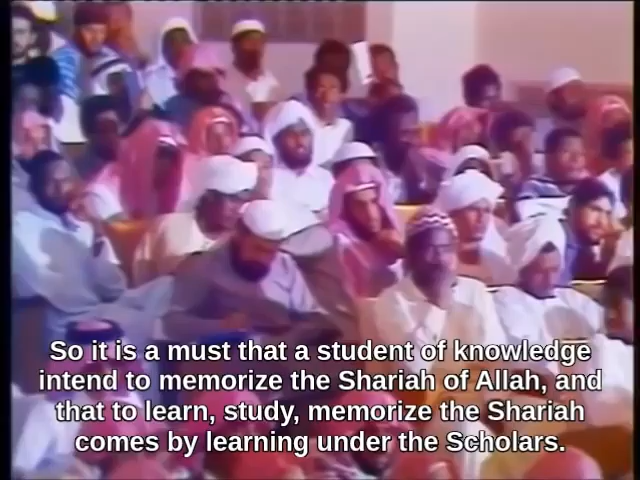 So it is a must that a student of knowledge
intend to memorize the Shariah of Allah, and
that to learn, study, memorize the Shariah
comes by learning under the Scholars.